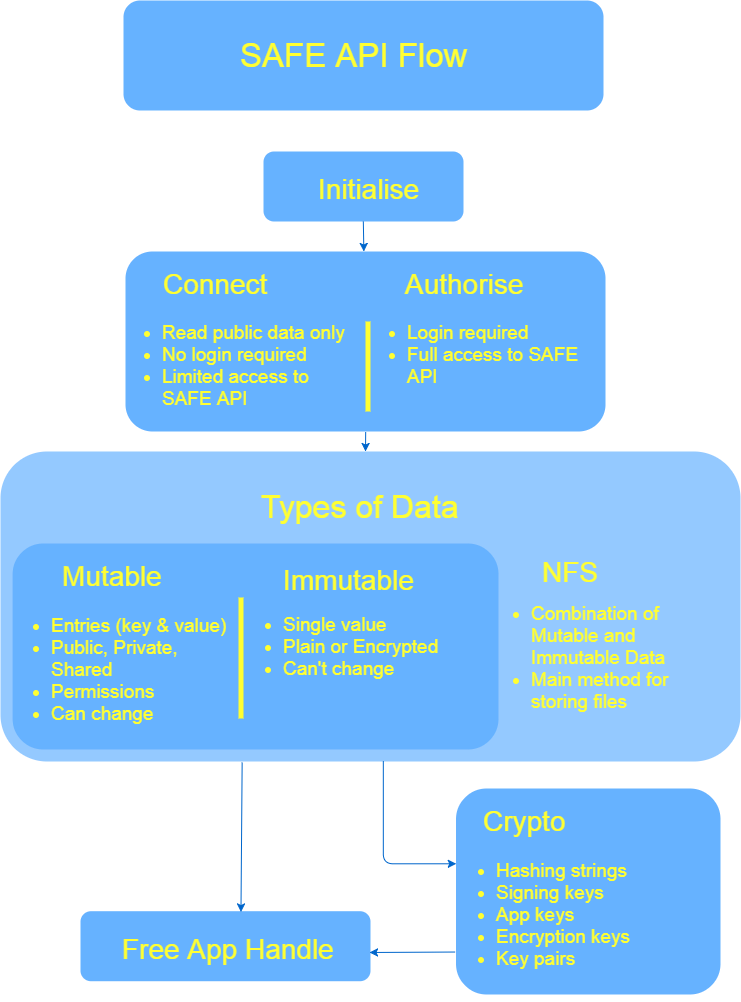 SAFE API Flow
Initialise
Connect
Read public data only
No login required
Limited access to
SAFE API
Authorise
Login required
Full access to SAFE
API
Types of Data
Mutable
Entries (key & value)
Public, Private,
Shared
Permissions
Can change
Immutable
Single value
Plain or Encrypted
Can't change
NFS
Combination of
Mutable and
Immutable Data
Main method for
storing files
Crypto
Hashing strings
Signing keys
App keys
Encryption keys
Key pairs
Free App Handle